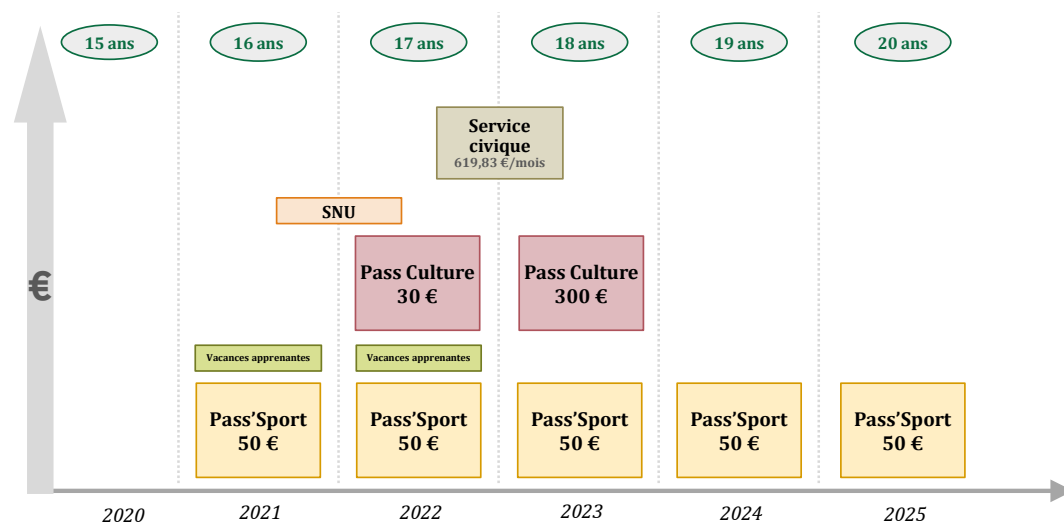 15 ans
16 ans
17 ans
18 ans
19 ans
20 ans
Service
civique
619,83 €/mois
SNU
Pass Culture
30 €
Pass Culture
300 €
€
Vacances apprenantes
Vacances apprenantes
Pass’Sport
50 €
Pass’Sport
50 €
Pass’Sport
50 €
Pass’Sport
50 €
Pass’Sport
50 €
2020
2021
2022
2023
2024
2025